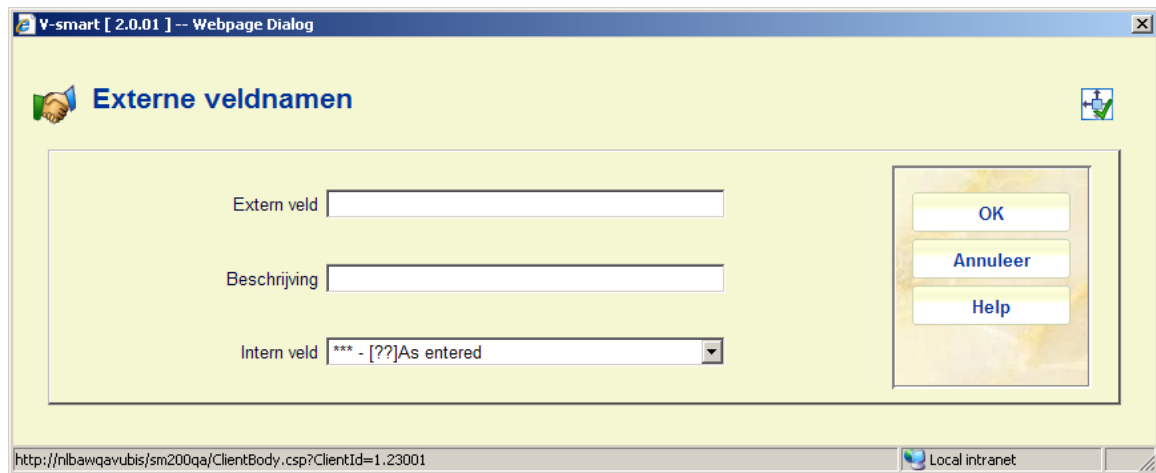 V-smart [ 2.0.01 ] -- Webpage Dialog
Externe veldnamen
Extern veld
OK
Annuleer
Beschrijving
Help
Intern veld *** - [??]As entered
http://nlbawqavubis/sm200qa/ClientBody.csp?ClientId=1.23001 Local intranet